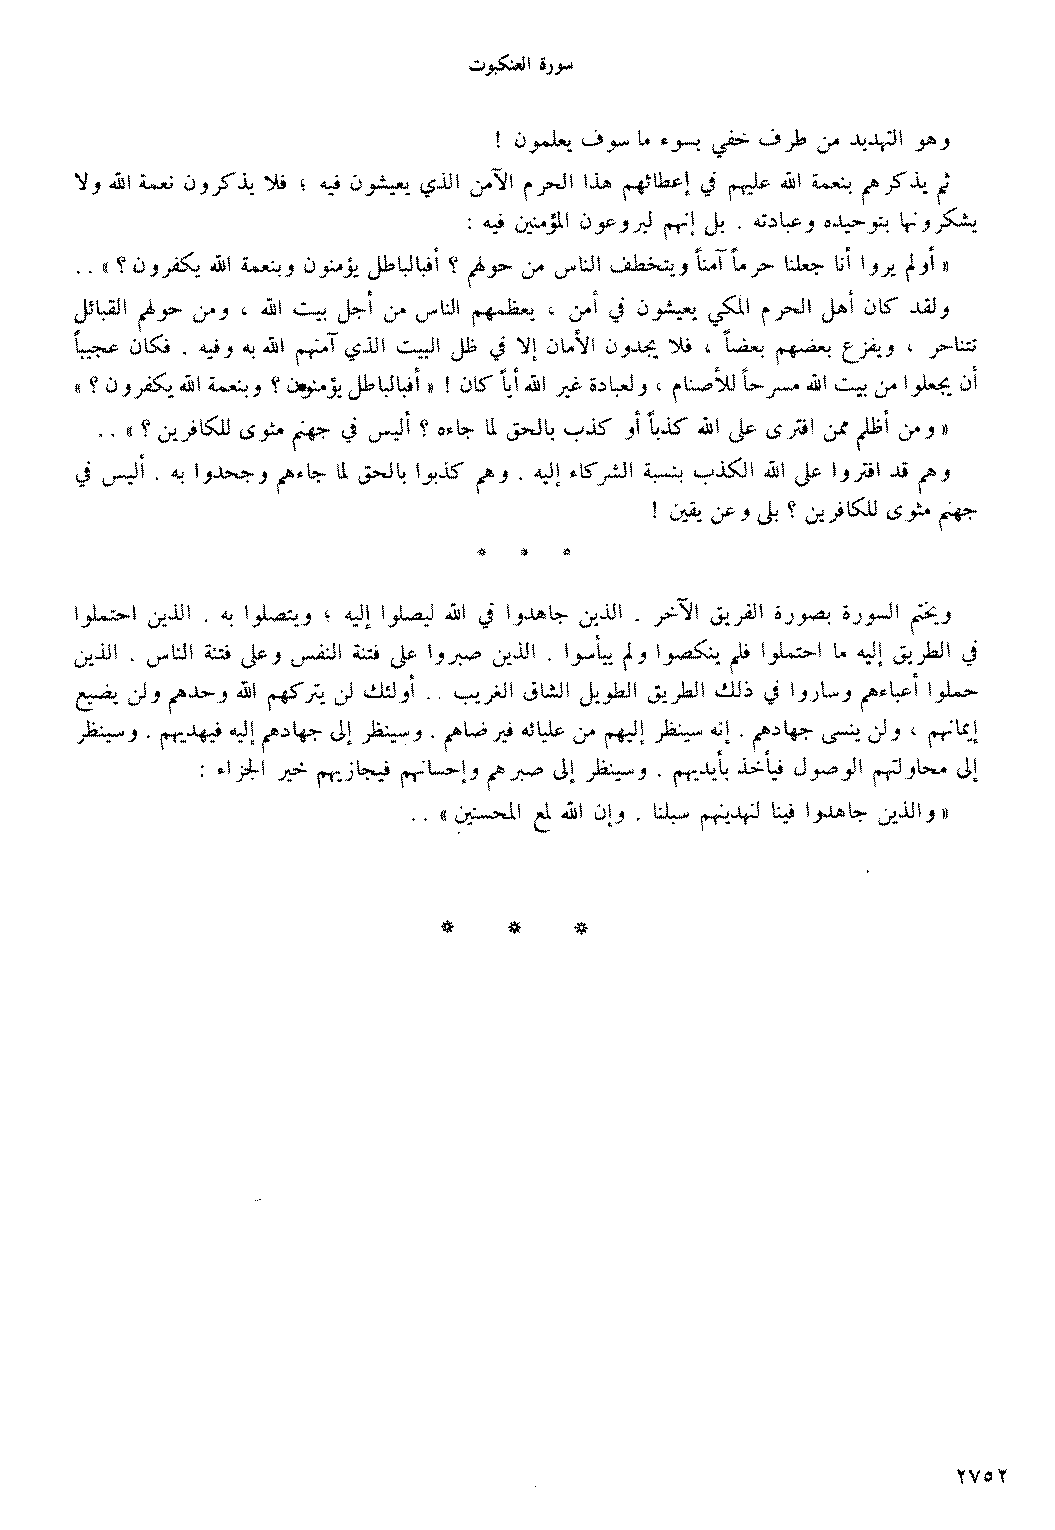 سورة العنكبوت
وهو التهديد من طرف خفي بسوء ما سوف يعلمون !
ثم يذكرهم بنعمة الله عليهم في إعطائهم هذا الحرم الآمن الذي يعيشون فيه ؛ فلا يذكرون نعمة الله ولا
يشكرونها بتوحيده وعبادته . بل إنهم ليروعون المؤمنين فيه :
« أولم يروا أنا جعلنا حرماً آمناً ويتخطف الناس من حولهم ؟ أفبالباطل يؤمنون وبنعمة الله يكفرون ؟ » ..
ولقد كان أهل الحرم المكي يعيشون في أمن ، يعظمهم الناس من أجل بيت الله ، ومن حولهم القبائل
تتناحر ، ويفزع بعضهم بعضاً ، فلا يجدون الأمان إلا في ظل البيت الذي آمنهم الله به وفيه . فكان عجيباً
أن يجعلوا من بيت الله مسرحاً للأصنام ، ولعبادة غير الله أياً كان ! « أفبالباطل يؤمنون ؟ وبنعمة الله يكفرون ؟ »
« ومن أظلم ممن افترى على الله كذباً أو كذب بالحق لما جاءه ؟ أليس في جهنم مثوى للكافرين ؟ » ..
وهم قد افتروا على الله الكذب بنسبة الشركاء إليه . وهم كذبوا بالحق لما جاءهم وجحدوا به . أليس في
جهنم مثوى للكافرين ؟ بلى وعن يقين !
* * *
ويختم السورة بصورة الفريق الآخر . الذين جاهدوا في الله ليصلوا إليه ؛ ويتصلوا به . الذين احتملوا
في الطريق إليه ما احتملوا فلم ينكصوا ولم ييأسوا . الذين صبروا على فتنة النفس وعلى فتنة الناس . الذين
حملوا أعباءهم وساروا في ذلك الطريق الطويل الشاق الغريب .. أولئك لن يتركهم الله وحدهم ولن يضيع
إيمانهم ، ولن ينسى جهادهم . إنه سينظر إليهم من عليائه فيرضاهم . وسينظر إلى جهادهم إليه فيهديهم . وسينظر
إلى محاولتهم الوصول فيأخذ بأيديهم . وسينظر إلى صبرهم وإحسانهم فيجازيهم خير الجزاء :
« والذين جاهدوا فينا لنهدينهم سبلنا . وإن الله لمع المحسنين » ..
* * *
٢٧٥٢